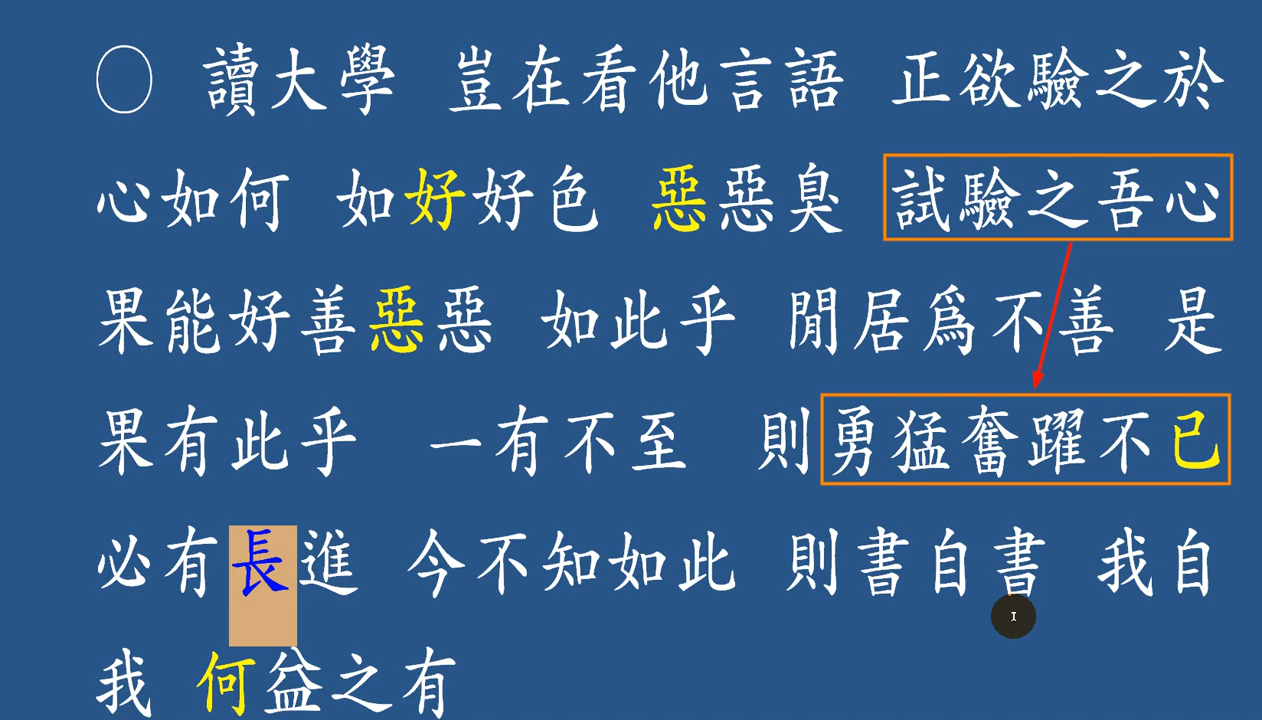 ○ 讀大學 豈在看他言語 正欲驗之於
心如何 如好好色 惡惡臭 試驗之吾心
果能好善惡惡 如此乎 閒居爲不善 是
果有此乎 一有不至 則勇猛奮躍不已
必有長進 今不知如此 則書自書 我自
我 何益之有